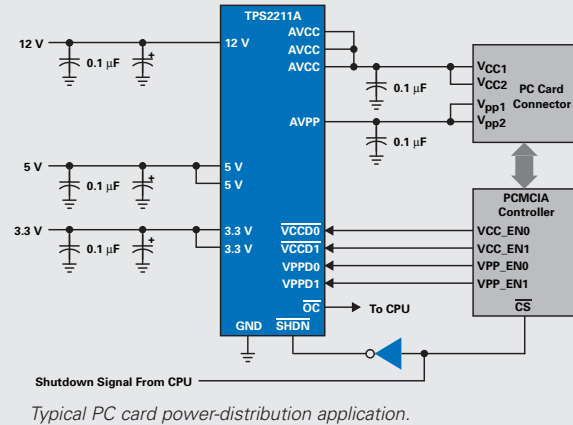 TPS2211A
12 V
12 V
0.1 µF
+
AVCC
AVCC
AVCC
0.1 µF
VCC1
VCC2
Vpp1
Vpp2
PC Card
Connector
AVPP
0.1 µF
5 V
0.1 µF
+
5 V
5 V
3.3 V
0.1 µF
+
3.3 V
3.3 V
VCCD0
VCCD1
VPPD0
VPPD1
PCMCIA
Controller
VCC_EN0
VCC_EN1
VPP_EN0
VPP_EN1
CS
OC
To CPU
GND
SHDN
Shutdown Signal From CPU
Typical PC card power-distribution application.